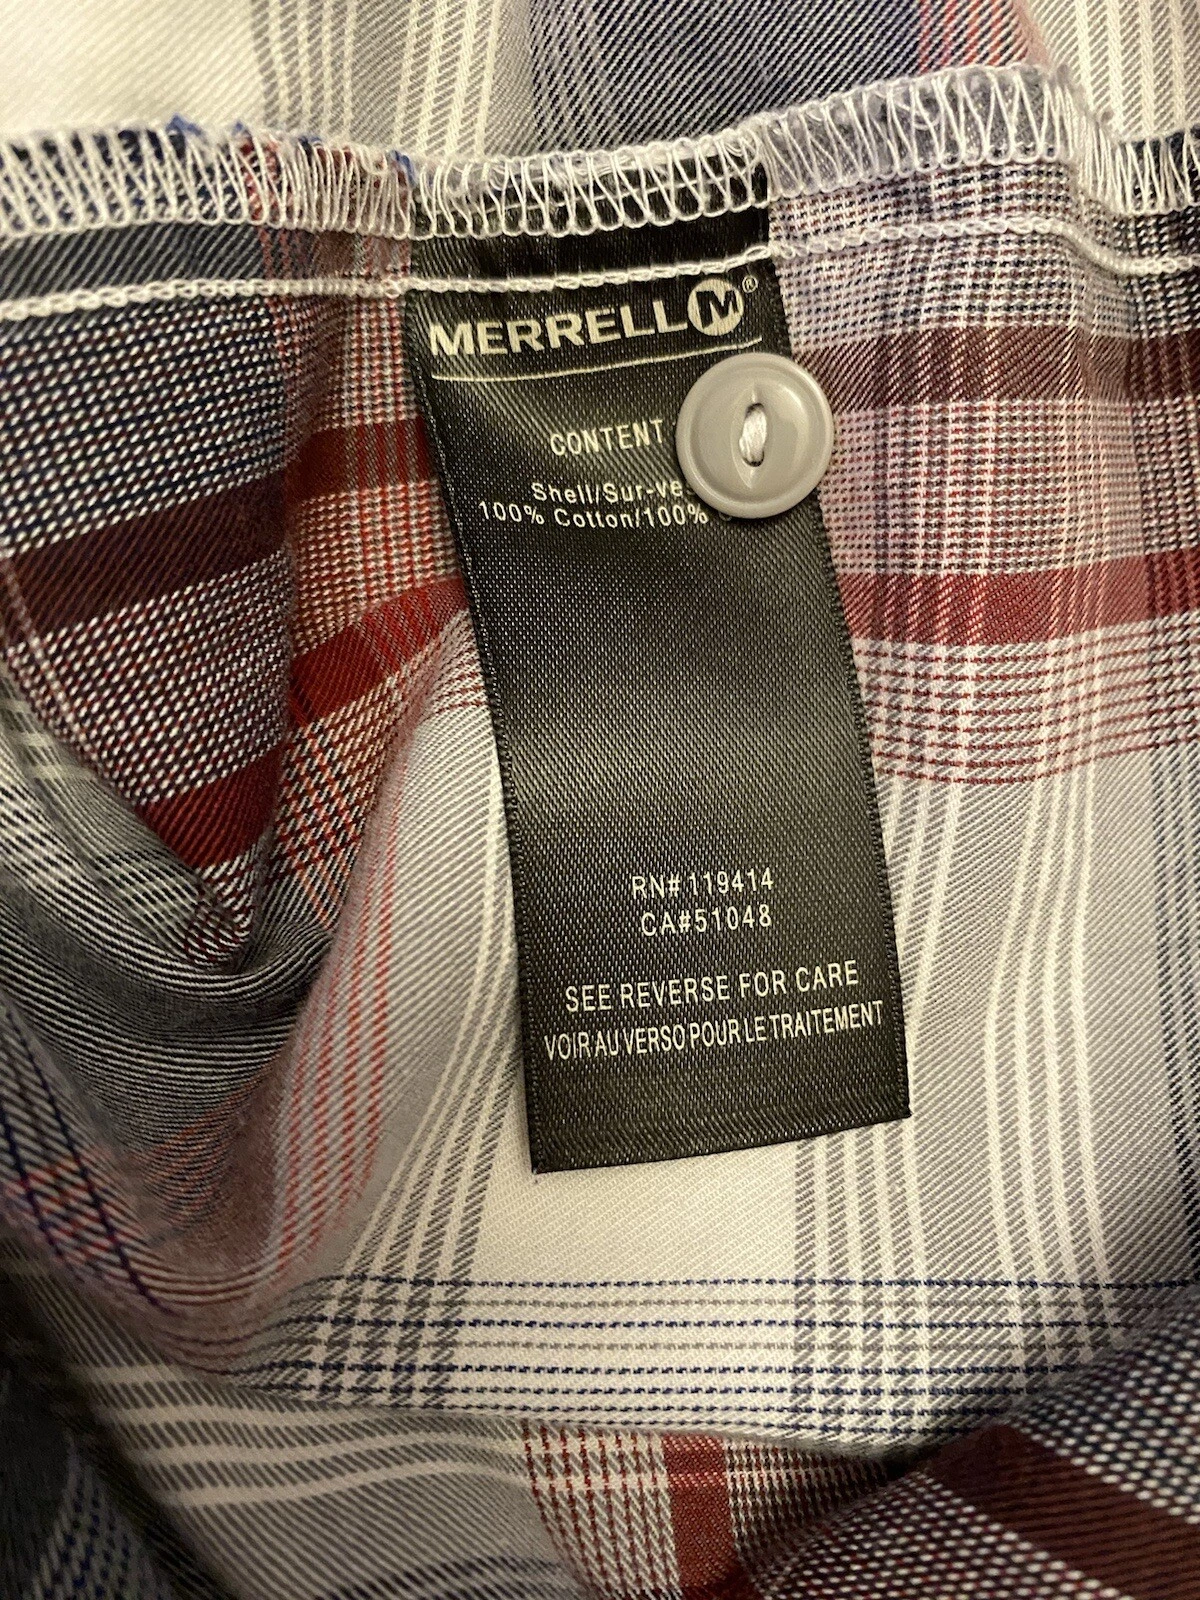 MERRELL M®
CONTENT
Shell/Sur-
100% Cotton/100%
RN# 119414
CA#51048
SEE REVERSE FOR CARE
VOIR AU VERSO POUR LE TRAITEMENT